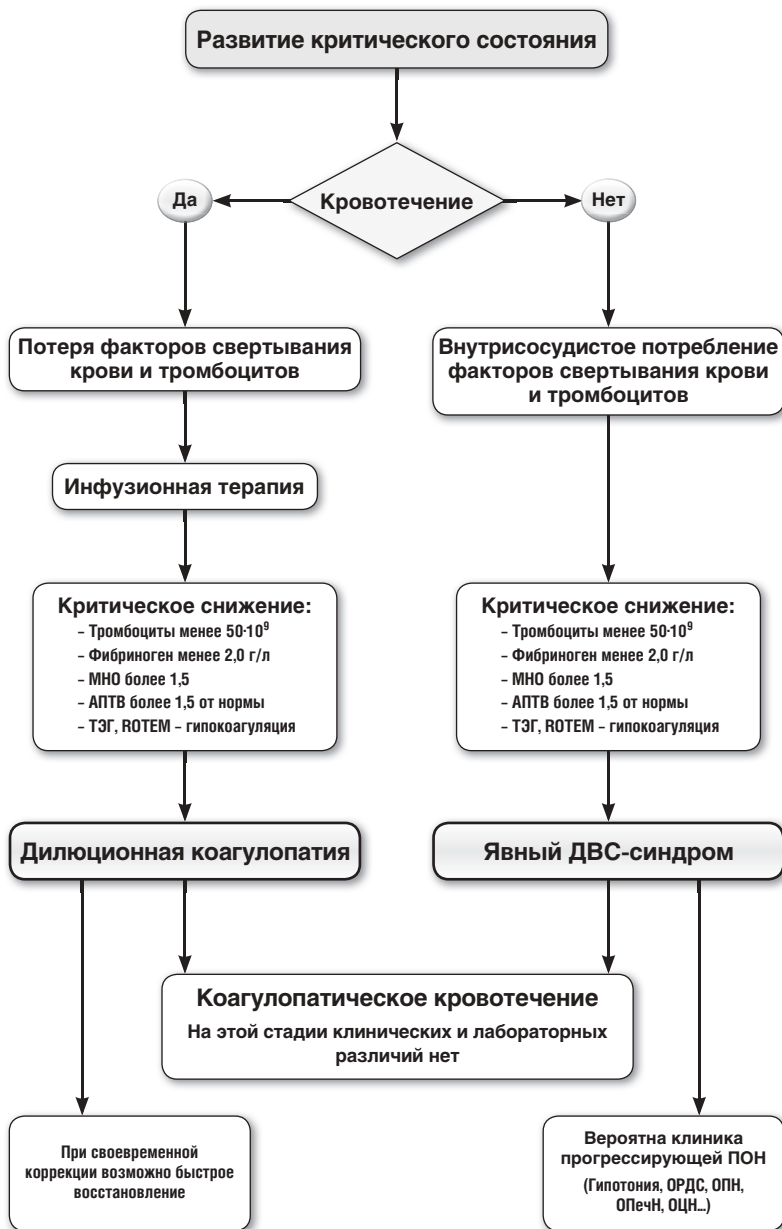 Развитие критического состояния
Кровотечение
Да
Нет
Потеря факторов свертывания
крови и тромбоцитов
Внутрисосудистое потребление
факторов свертывания крови
и тромбоцитов
Инфузионная терапия
Критическое снижение:
– Тромбоциты менее 50·10⁹
– Фибриноген менее 2,0 г/л
– МНО более 1,5
– АПТВ более 1,5 от нормы
– ТЭГ, ROTEM – гипокоагуляция
Критическое снижение:
– Тромбоциты менее 50·10⁹
– Фибриноген менее 2,0 г/л
– МНО более 1,5
– АПТВ более 1,5 от нормы
– ТЭГ, ROTEM – гипокоагуляция
Дилюционная коагулопатия
Явный ДВС-синдром
Коагулопатическое кровотечение
На этой стадии клинических и лабораторных
различий нет
При своевременной
коррекции возможно быстрое
восстановление
Вероятна клиника
прогрессирующей ПОН
(Гипотония, ОРДС, ОПН,
ОПечН, ОЦН...)